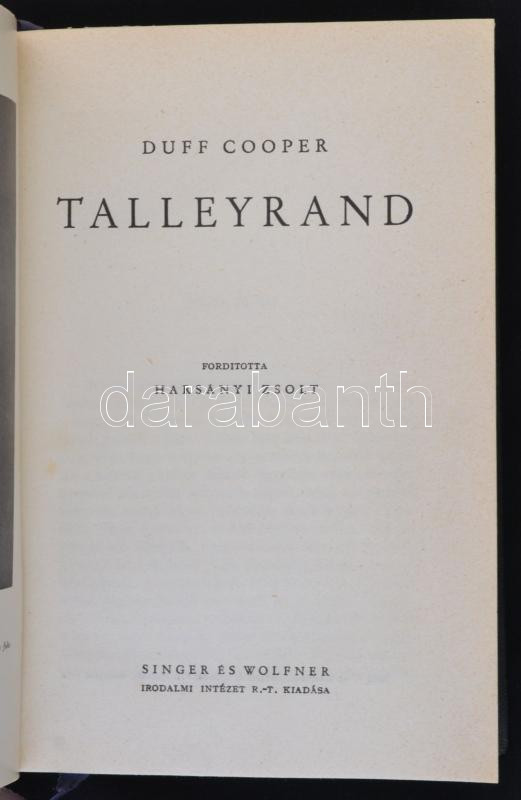 DUFF COOPER
TALLEYRAND
FORDITOTTA
HARSÁNYI ZSOLT
darabanth
SINGER ÉS WOLFNER
IRODALMI INTÉZET R.-T. KIADÁSA